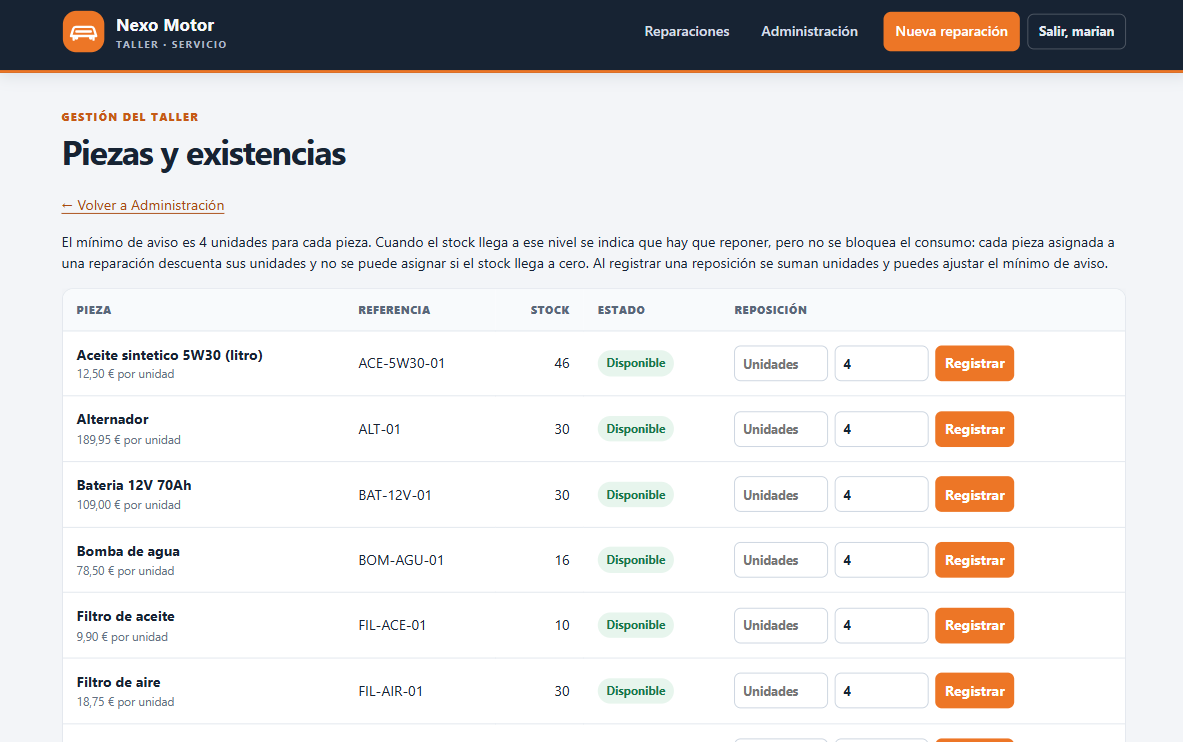 Nexo Motor
TALLER · SERVICIO
Reparaciones
Administración
Nueva reparación
Salir, marian
GESTIÓN DEL TALLER
Piezas y existencias
← Volver a Administración
El mínimo de aviso es 4 unidades para cada pieza. Cuando el stock llega a ese nivel se indica que hay que reponer, pero no se bloquea el consumo: cada pieza asignada a
una reparación descuenta sus unidades y no se puede asignar si el stock llega a cero. Al registrar una reposición se suman unidades y puedes ajustar el mínimo de aviso.
PIEZA REFERENCIA STOCK ESTADO REPOSICIÓN
Aceite sintetico 5W30 (litro)
12,50 € por unidad
ACE-5W30-01 46 Disponible Unidades 4 Registrar
Alternador
189,95 € por unidad
ALT-01 30 Disponible Unidades 4 Registrar
Bateria 12V 70Ah
109,00 € por unidad
BAT-12V-01 30 Disponible Unidades 4 Registrar
Bomba de agua
78,50 € por unidad
BOM-AGU-01 16 Disponible Unidades 4 Registrar
Filtro de aceite
9,90 € por unidad
FIL-ACE-01 10 Disponible Unidades 4 Registrar
Filtro de aire
18,75 € por unidad
FIL-AIR-01 30 Disponible Unidades 4 Registrar